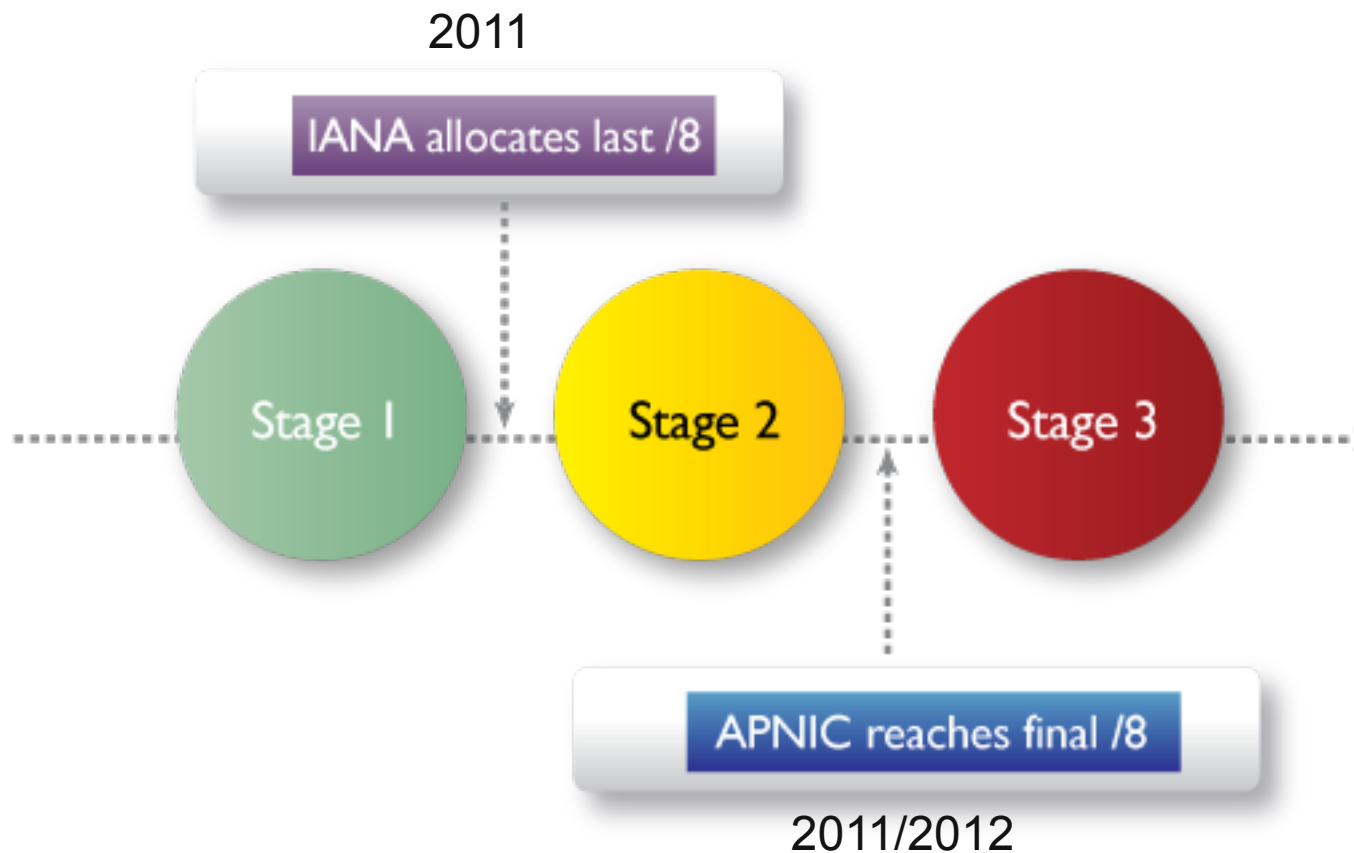 2011
IANA allocates last /8
Stage 1
Stage 2
Stage 3
APNIC reaches final /8
2011/2012